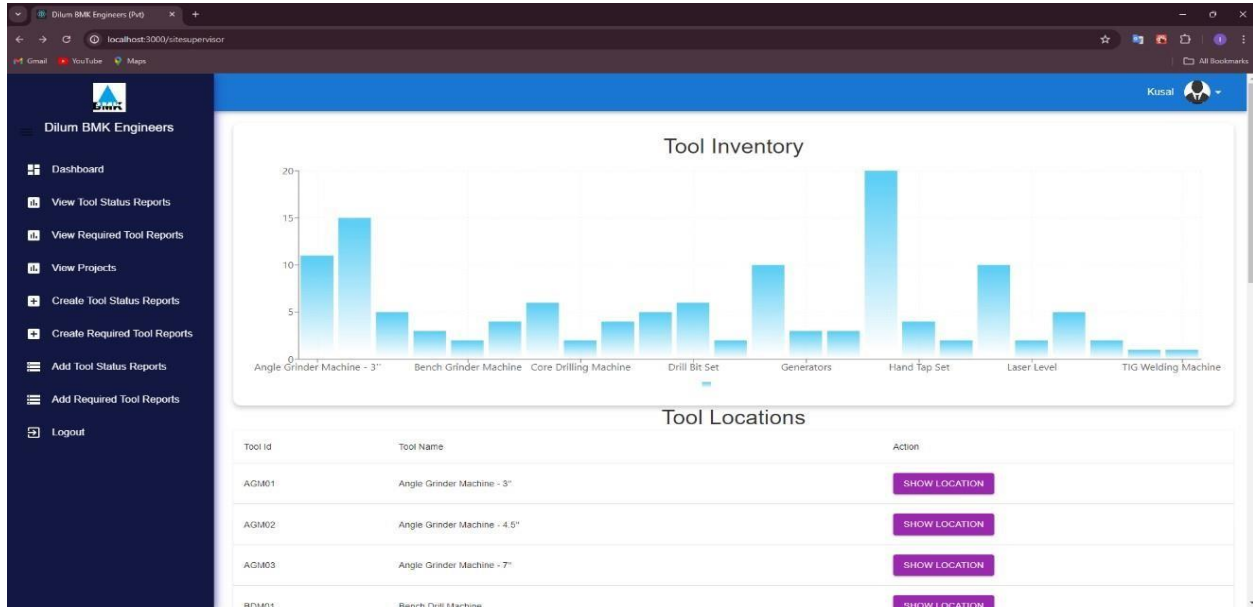 Dilum BMK Engineers (Pvt)
localhost:3000/sitesupervisor
Gmail YouTube Maps All Bookmarks
BMK
Dilum BMK Engineers
Dashboard
View Tool Status Reports
View Required Tool Reports
View Projects
Create Tool Status Reports
Create Required Tool Reports
Add Tool Status Reports
Add Required Tool Reports
Logout
Kusal
Tool Inventory
20
15
10
5
0
Angle Grinder Machine - 3" Bench Grinder Machine Core Drilling Machine Drill Bit Set Generators Hand Tap Set Laser Level TIG Welding Machine
Tool Locations
Tool Id Tool Name Action
AGM01 Angle Grinder Machine - 3" SHOW LOCATION
AGM02 Angle Grinder Machine - 4.5" SHOW LOCATION
AGM03 Angle Grinder Machine - 7" SHOW LOCATION
BDM01 Bench Drill Machine SHOW LOCATION